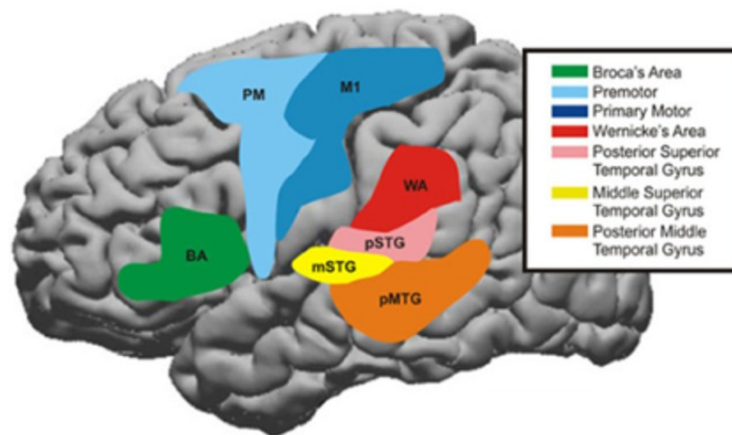 PM
M1
WA
pSTG
BA
mSTG
pMTG
Broca's Area
Premotor
Primary Motor
Wernicke's Area
Posterior Superior
Temporal Gyrus
Middle Superior
Temporal Gyrus
Posterior Middle
Temporal Gyrus